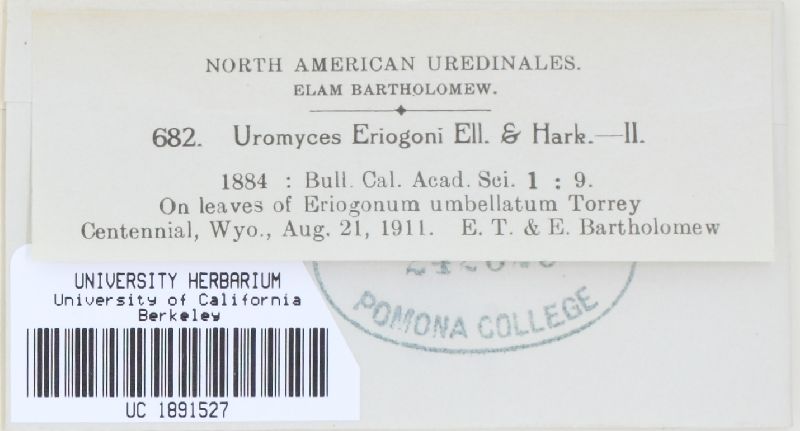 NORTH AMERICAN UREDINALES.
ELAM BARTHOLOMEW.
682. Uromyces Eriogoni Ell. & Hark.—II.
1884 : Bull. Cal. Acad. Sci. 1 : 9.
On leaves of Eriogonum umbellatum Torrey
Centennial, Wyo., Aug. 21, 1911. E. T. & E. Bartholomew
POMONA COLLEGE
UNIVERSITY HERBARIUM
University of California
Berkeley
UC 1891527